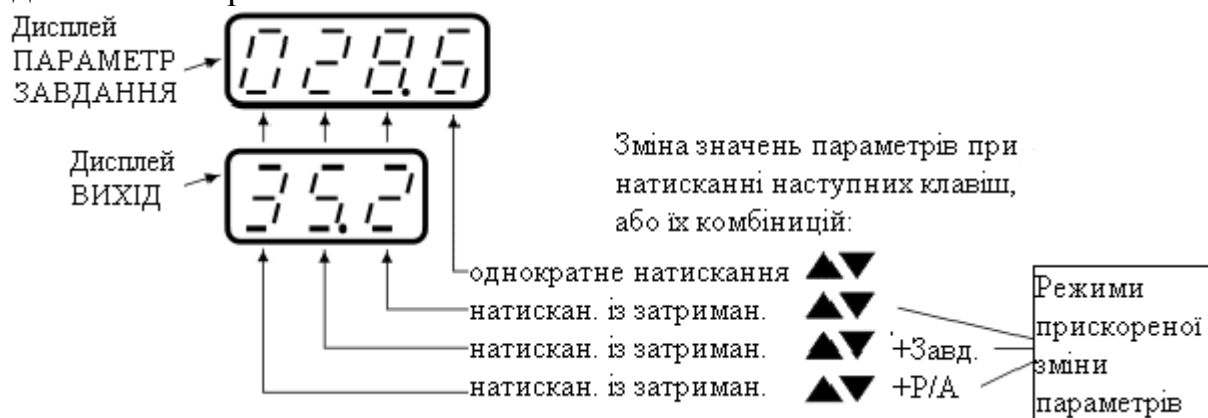 Дисплей
ПАРАМЕТР
ЗАВДАННЯ
028.6
Дисплей
ВИХІД
35.2
Зміна значень параметрів при
натисканні наступних клавіш,
або їх комбіницій:
однократне натискання ▲▼
натискан. із затриман. ▲▼
натискан. із затриман. ▲▼ +Завд.
натискан. із затриман. ▲▼ +Р/А
Режими
прискореної
зміни
параметрів